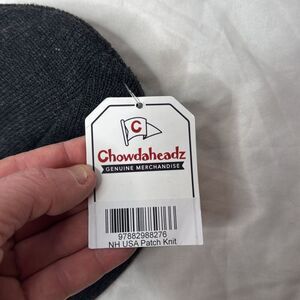 C
Chowdaheadz
GENUINE MERCHANDISE
97882988276
NH USA Patch Knit